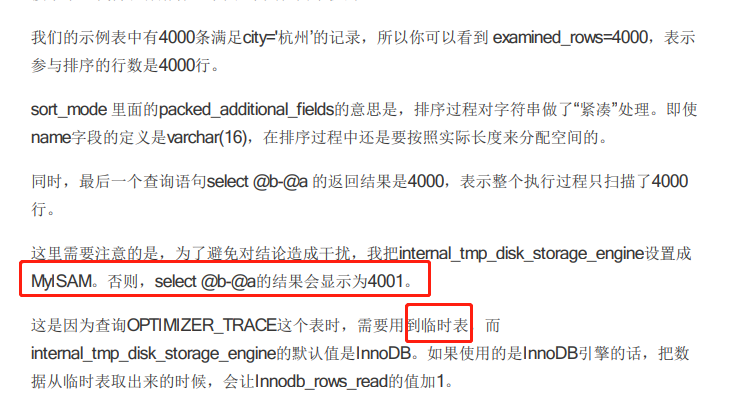 我们的示例表中有4000条满足city='杭州’的记录，所以你可以看到 examined_rows=4000，表示
参与排序的行数是4000行。
sort_mode 里面的packed_additional_fields的意思是，排序过程对字符串做了“紧凑”处理。即使
name字段的定义是varchar(16)，在排序过程中还是要按照实际长度来分配空间的。
同时，最后一个查询语句select @b-@a 的返回结果是4000，表示整个执行过程只扫描了4000
行。
这里需要注意的是，为了避免对结论造成干扰，我把internal_tmp_disk_storage_engine设置成
MyISAM。否则，select @b-@a的结果会显示为4001。
这是因为查询OPTIMIZER_TRACE这个表时，需要用到临时表，而
internal_tmp_disk_storage_engine的默认值是InnoDB。如果使用的是InnoDB引擎的话，把数
据从临时表取出来的时候，会让Innodb_rows_read的值加1。